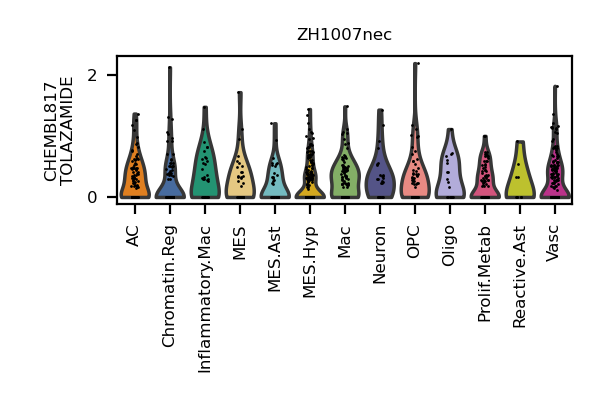 ZH1007nec
CHEMBL817
TOLAZAMIDE
2
0
AC
Chromatin.Reg
Inflammatory.Mac
MES
MES.Ast
MES.Hyp
Mac
Neuron
OPC
Oligo
Prolif.Metab
Reactive.Ast
Vasc